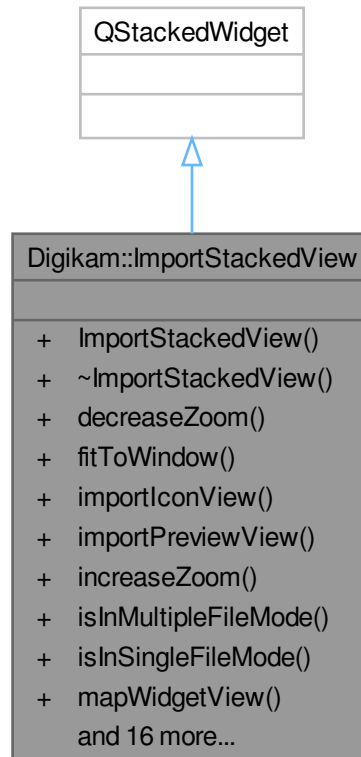 QStackedWidget
Digikam::ImportStackedView
+ ImportStackedView()
+ ~ImportStackedView()
+ decreaseZoom()
+ fitToWindow()
+ importIconView()
+ importPreviewView()
+ increaseZoom()
+ isInMultipleFileMode()
+ isInSingleFileMode()
+ mapWidgetView()
and 16 more...